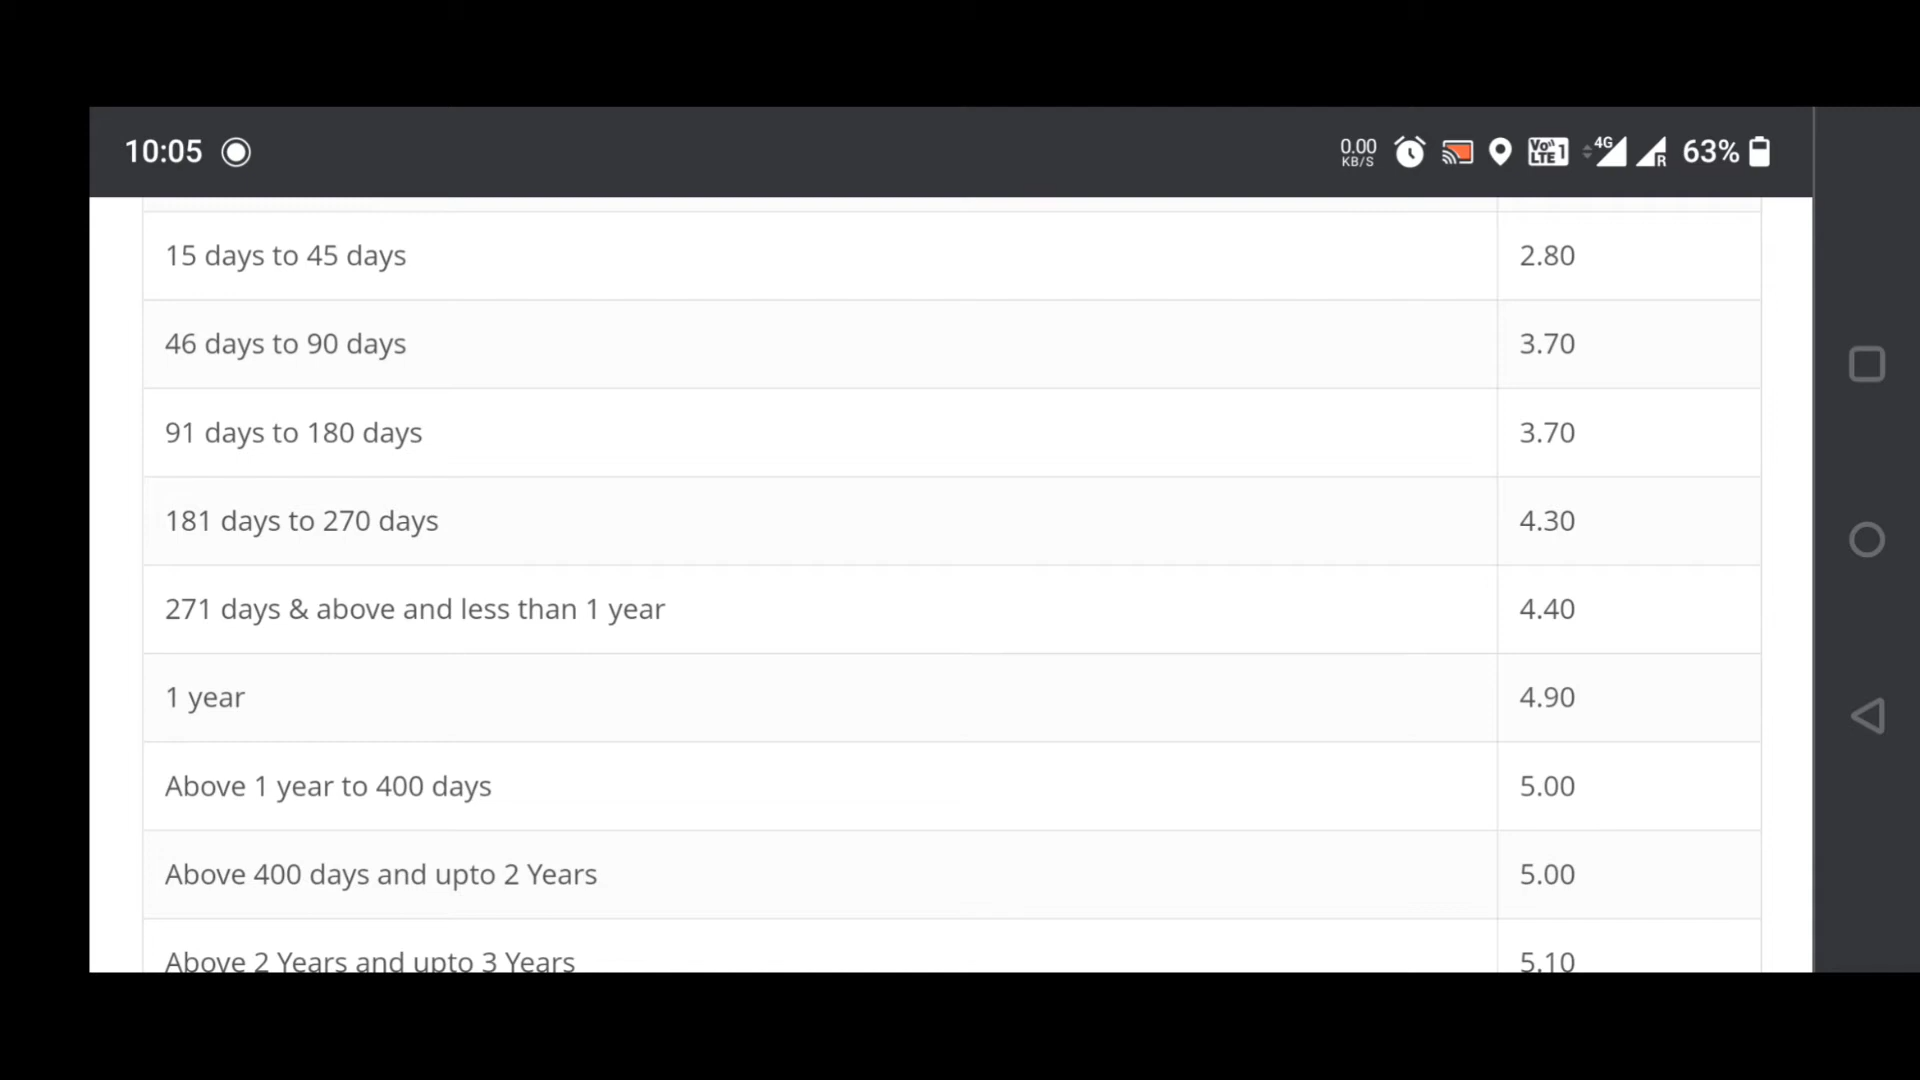 10:05 0.00 KB/S Vo LTE 1 4G R 63%
15 days to 45 days 2.80
46 days to 90 days 3.70
91 days to 180 days 3.70
181 days to 270 days 4.30
271 days & above and less than 1 year 4.40
1 year 4.90
Above 1 year to 400 days 5.00
Above 400 days and upto 2 Years 5.00
Above 2 Years and upto 3 Years 5.10